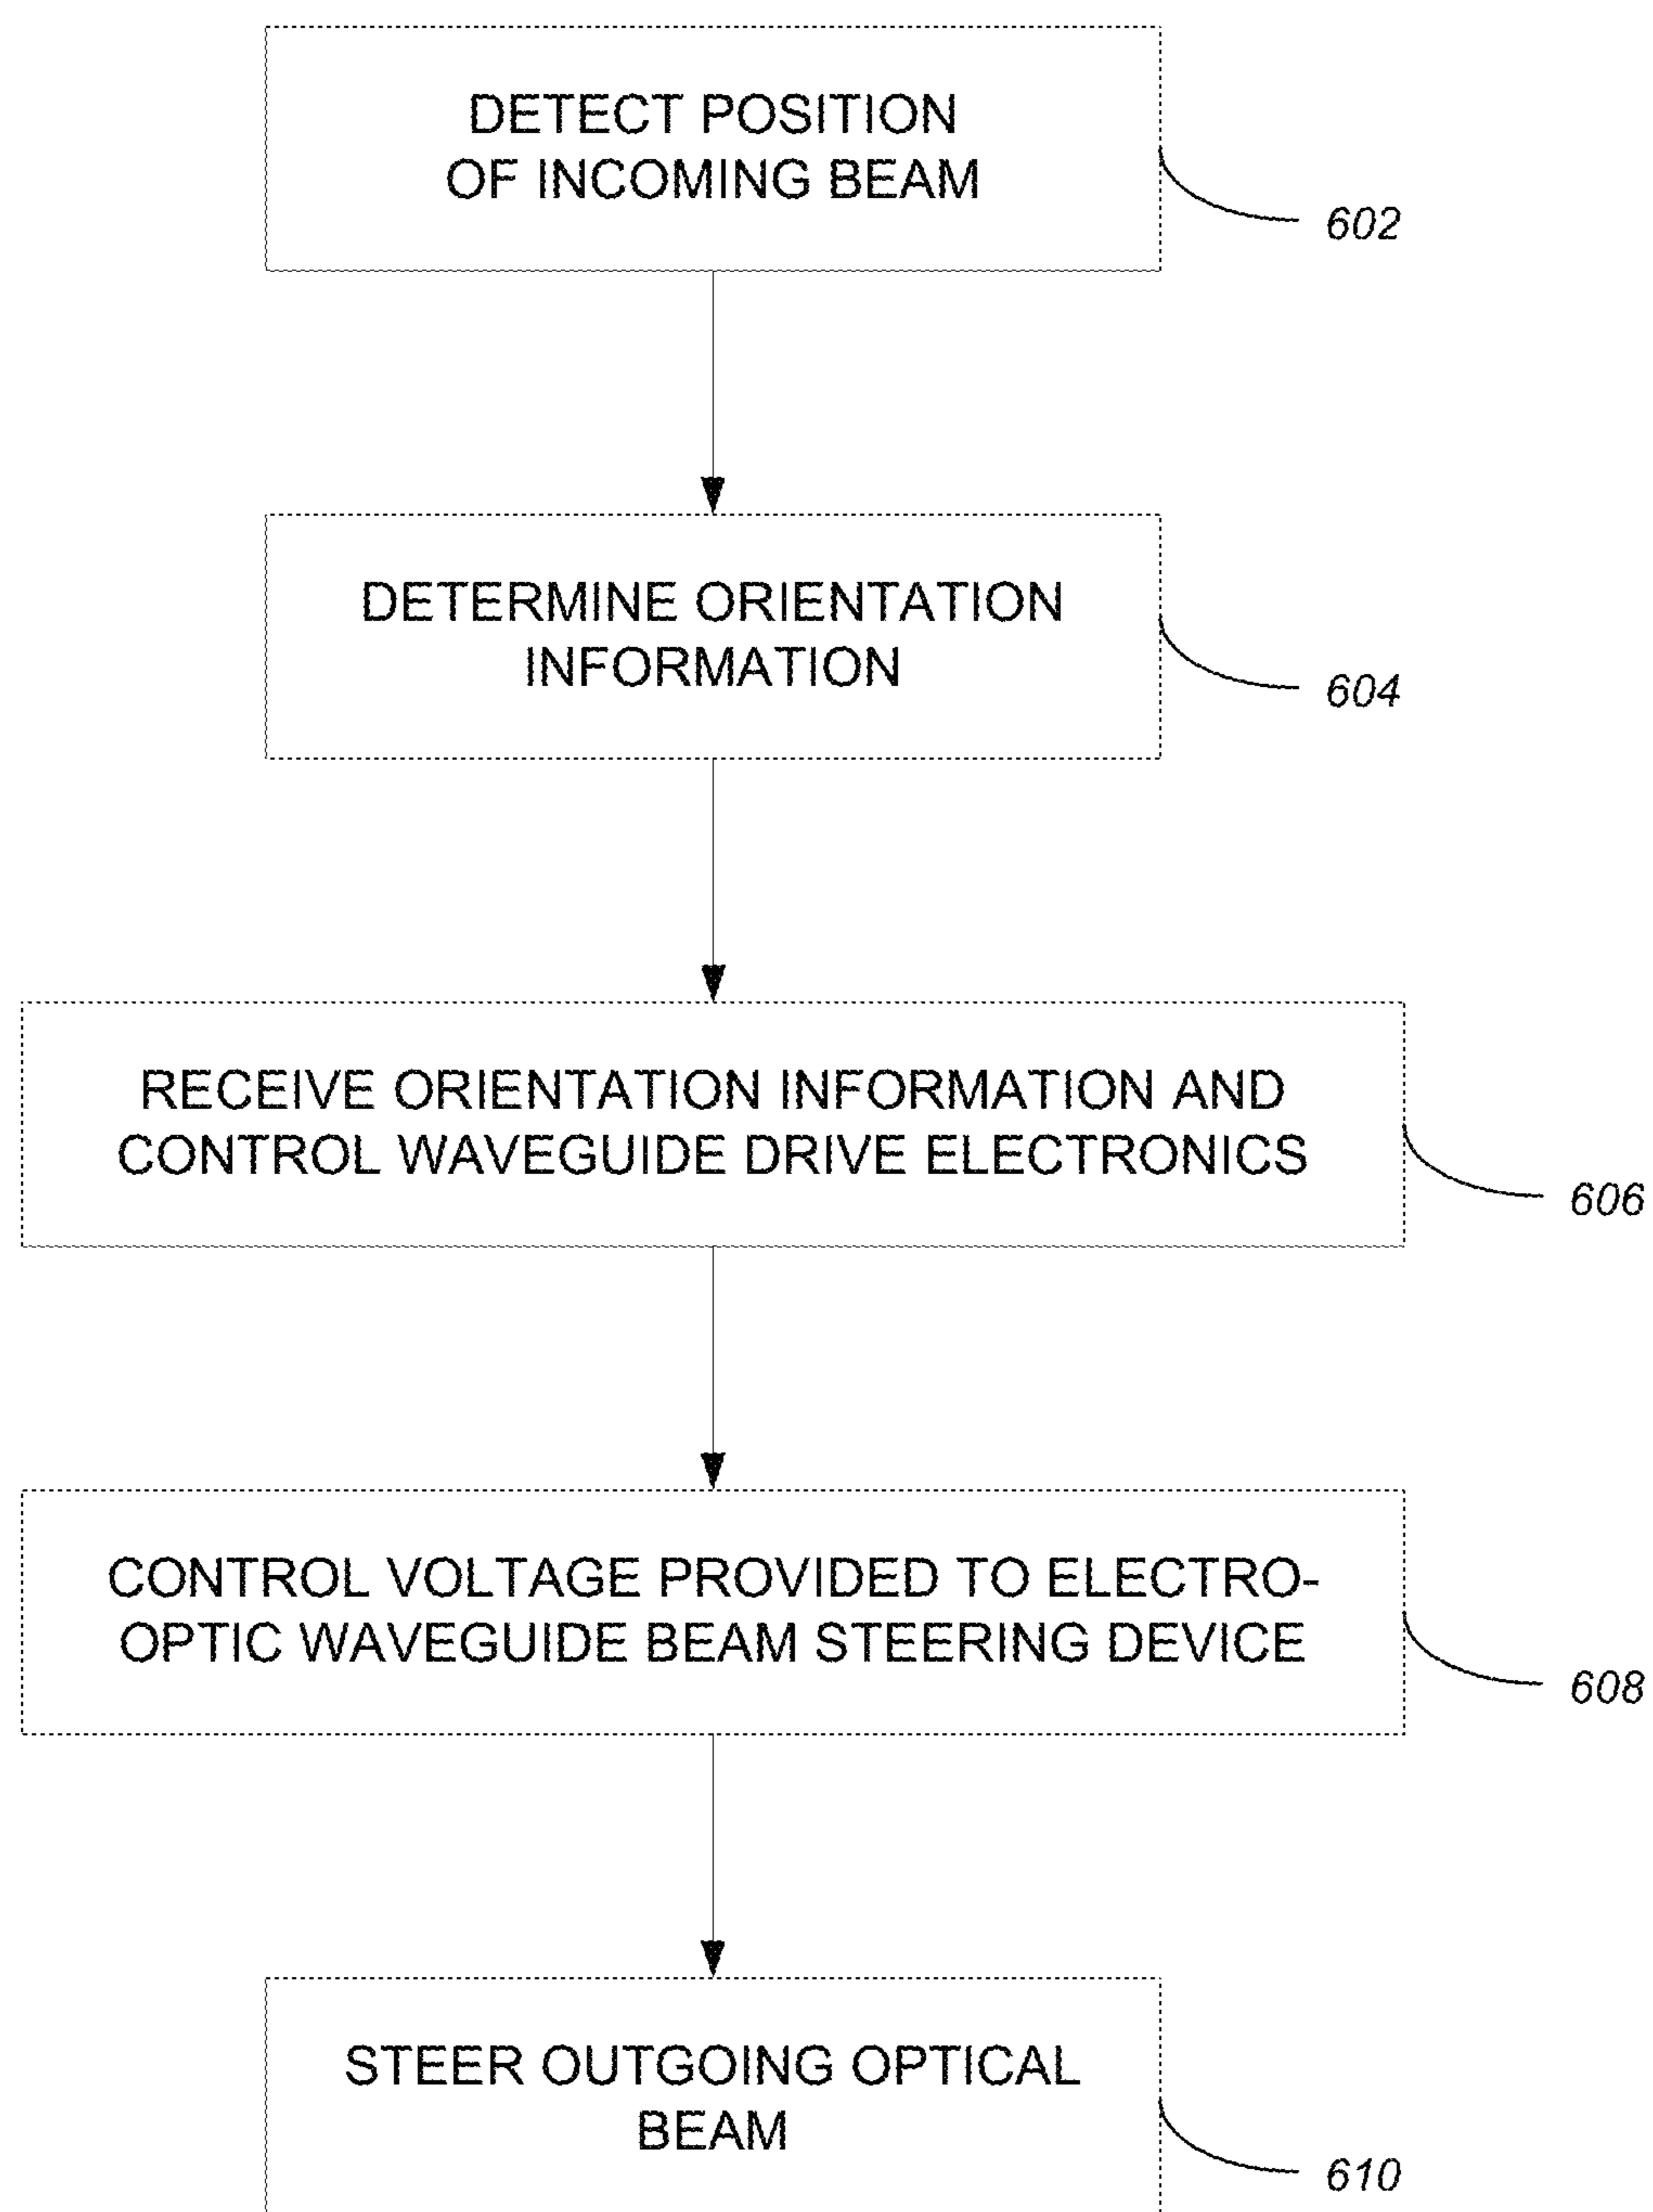 DETECT POSITION
OF INCOMING BEAM
602
DETERMINE ORIENTATION
INFORMATION
604
RECEIVE ORIENTATION INFORMATION AND
CONTROL WAVEGUIDE DRIVE ELECTRONICS
606
CONTROL VOLTAGE PROVIDED TO ELECTRO-
OPTIC WAVEGUIDE BEAM STEERING DEVICE
608
STEER OUTGOING OPTICAL
BEAM
610